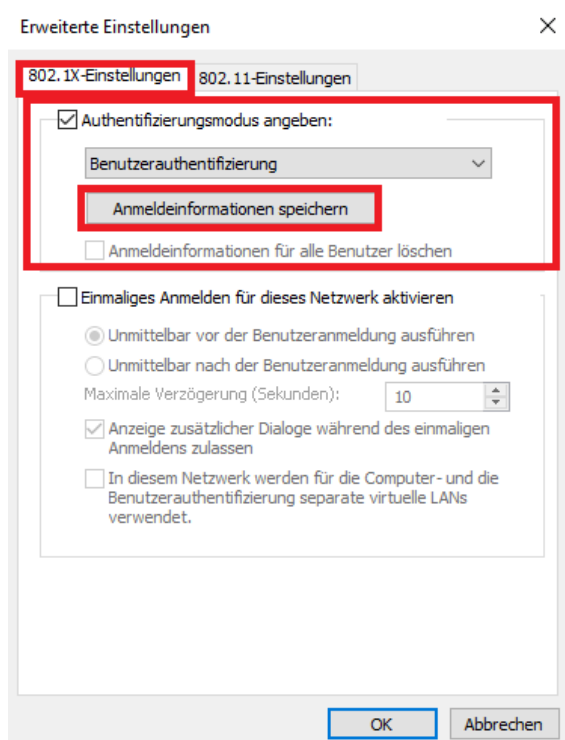 Erweiterte Einstellungen
802.1X-Einstellungen 802.11-Einstellungen
Authentifizierungsmodus angeben:
Benutzerauthentifizierung
Anmeldeinformationen speichern
Anmeldeinformationen für alle Benutzer löschen
Einmaliges Anmelden für dieses Netzwerk aktivieren
Unmittelbar vor der Benutzeranmeldung ausführen
Unmittelbar nach der Benutzeranmeldung ausführen
Maximale Verzögerung (Sekunden): 10
Anzeige zusätzlicher Dialoge während des einmaligen
Anmeldens zulassen
In diesem Netzwerk werden für die Computer- und die
Benutzerauthentifizierung separate virtuelle LANs
verwendet.
OK Abbrechen